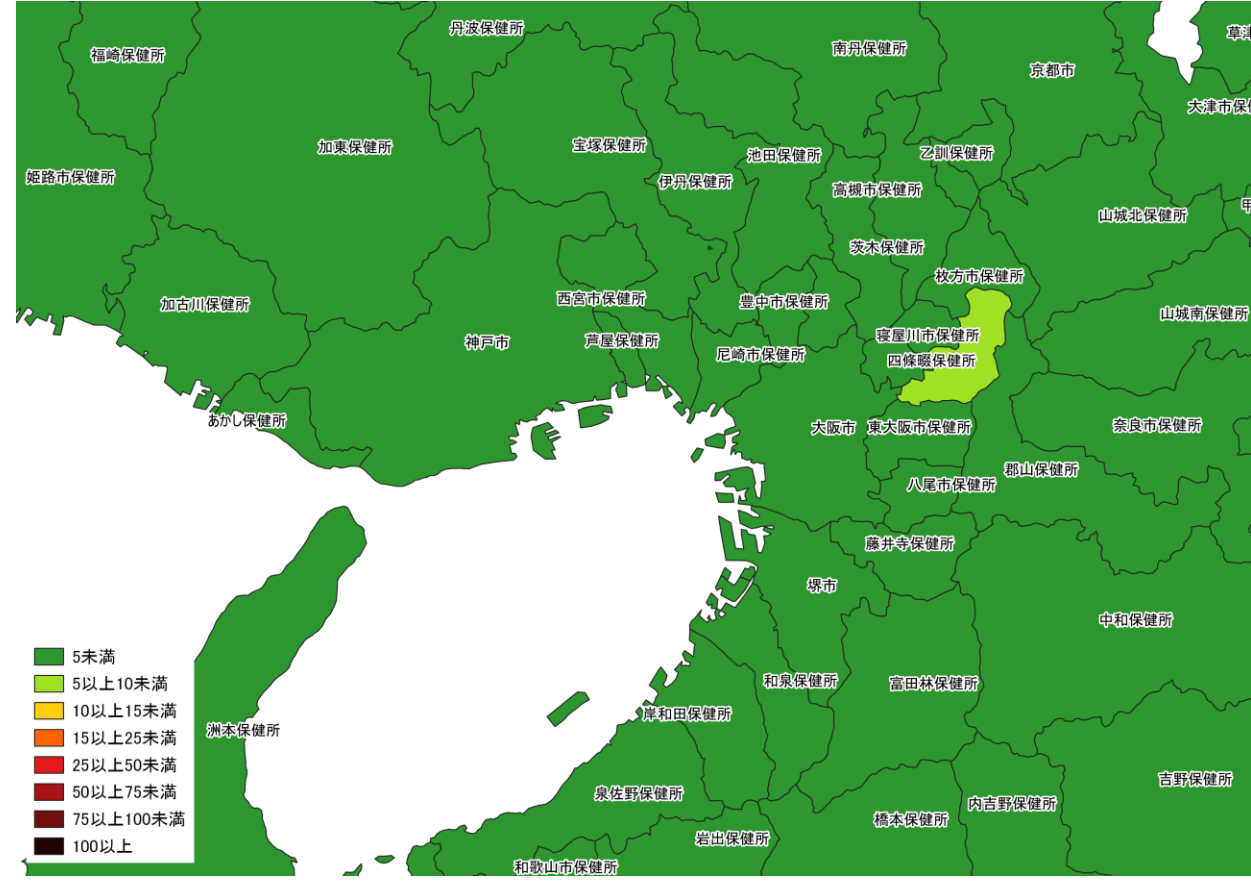 丹波保健所
草津
福崎保健所
南丹保健所
京都市
大津市保健
加東保健所
宝塚保健所
池田保健所
乙訓保健所
姫路市保健所
伊丹保健所
高槻市保健所
甲
山城北保健所
茨木保健所
枚方市保健所
加古川保健所
西宮市保健所
豊中市保健所
山城南保健所
神戸市
芦屋保健所
寝屋川市保健所
尼崎市保健所
四條畷保健所
あかし保健所
大阪市
東大阪市保健所
奈良市保健所
郡山保健所
八尾市保健所
藤井寺保健所
堺市
中和保健所
和泉保健所
富田林保健所
岸和田保健所
洲本保健所
吉野保健所
泉佐野保健所
内吉野保健所
橋本保健所
岩出保健所
和歌山市保健所
5未満
5以上10未満
10以上15未満
15以上25未満
25以上50未満
50以上75未満
75以上100未満
100以上